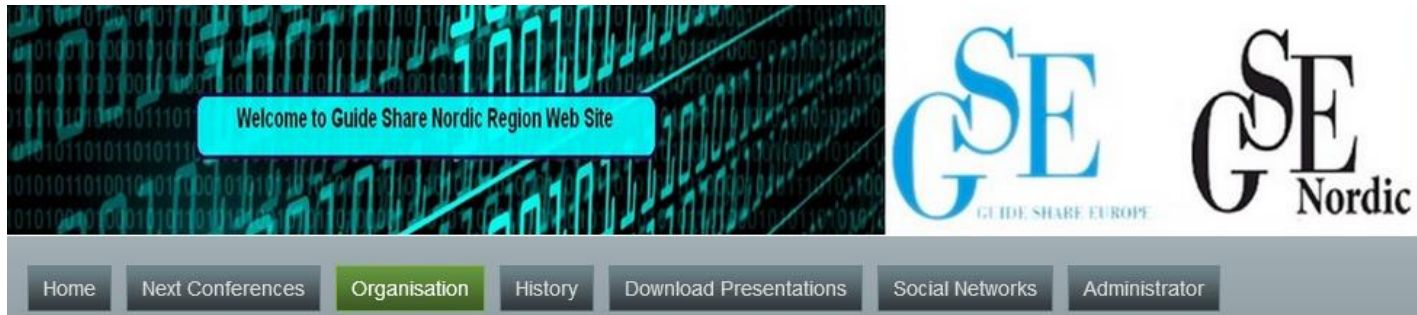 Welcome to Guide Share Nordic Region Web Site
GSE
GUIDE SHARE EUROPE
GSE
Nordic
Home Next Conferences Organisation History Download Presentations Social Networks Administrator